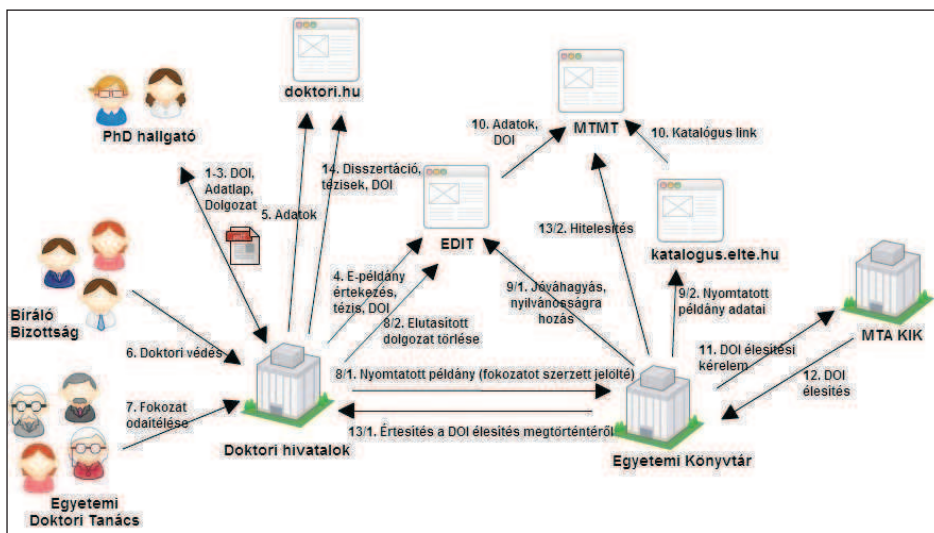 doktori.hu
PhD hallgató
MTMT
10. Adatok,
DOI
10. Katalógus link
1-3. DOI,
Adatlap,
Dolgozat
14. Disszertáció,
tézisek, DOI
5. Adatok
EDIT
13/2. Hitelesítés
katalogus.elte.hu
Bíráló
Bizottság
4. E-példány
értekezés,
tézis, DOI
9/1. Jóváhagyás,
nyilvánosságra
hozás
9/2. Nyomtatott
példány adatai
8/2. Elutasított
dolgozat törlése
MTA KIK
6. Doktori védés
11. DOI élesítési
kérelem
8/1. Nyomtatott példány (fokozatot szerzett jelölté)
12. DOI
élesítés
7. Fokozat
odaítélése
13/1. Értesítés a DOI élesítés megtörténtéről
Doktori hivatalok
Egyetemi Könyvtár
Egyetemi
Doktori Tanács